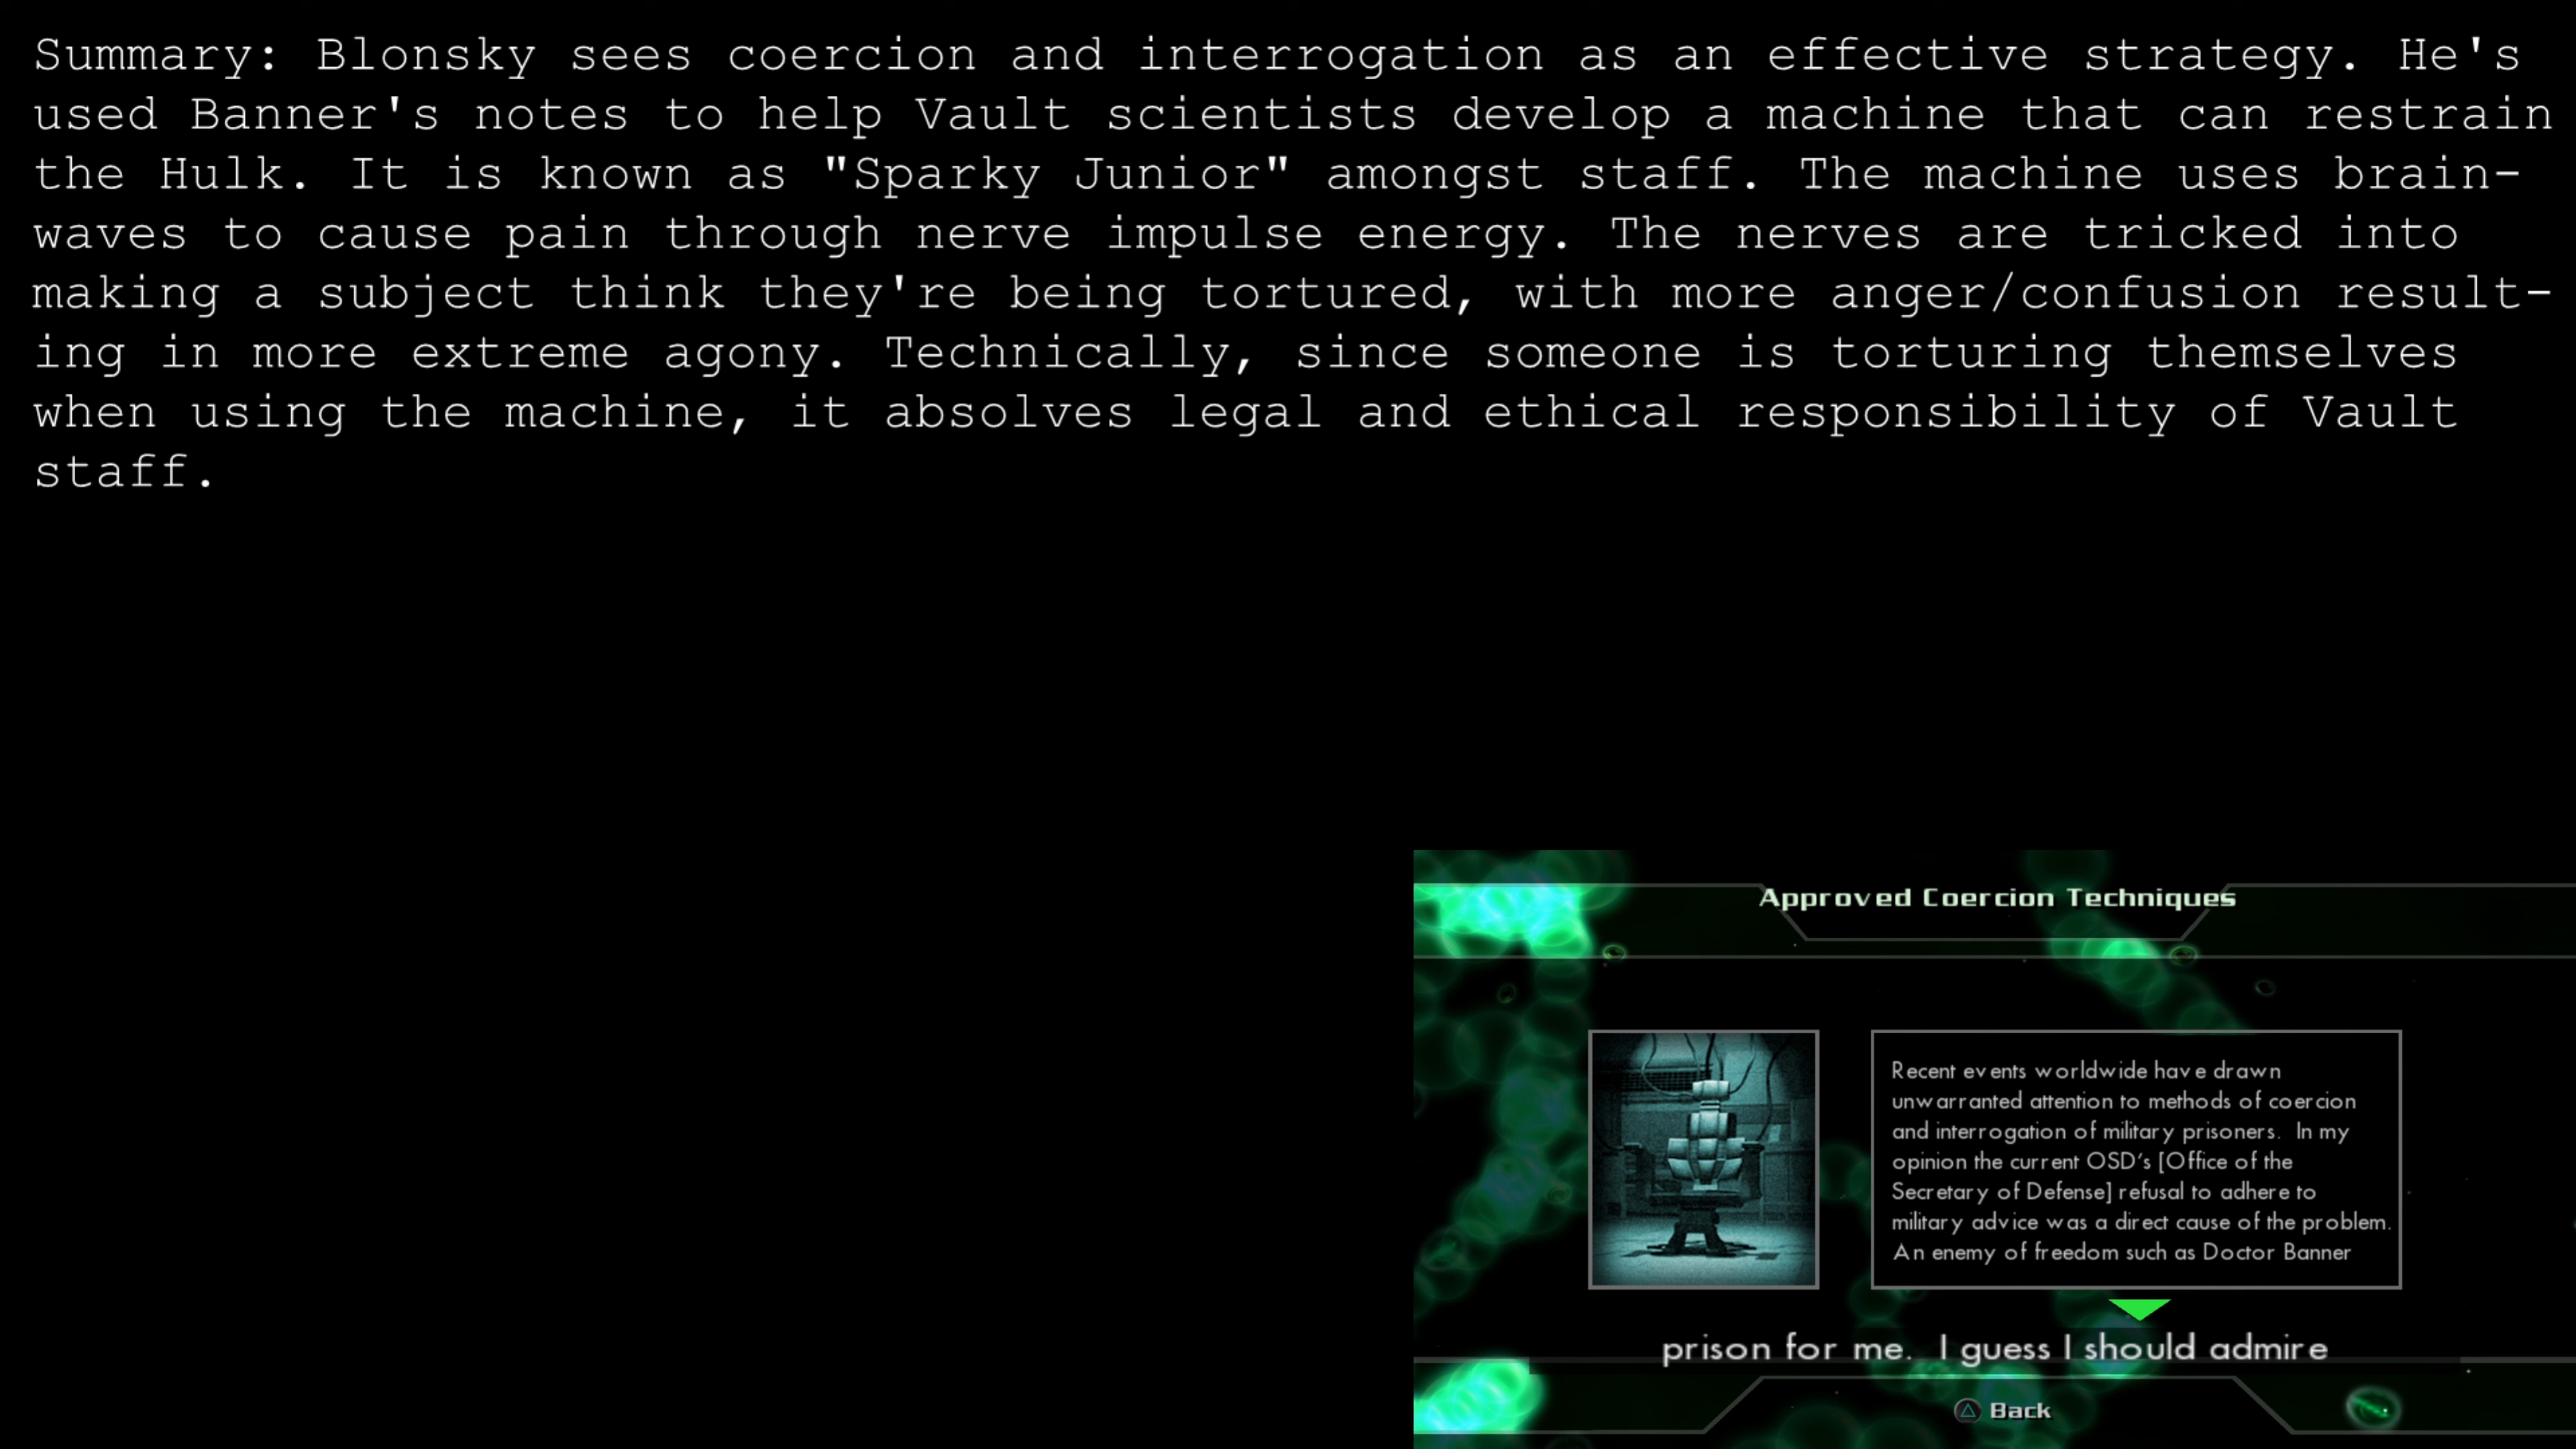 Summary: Blonsky sees coercion and interrogation as an effective strategy. He's
used Banner's notes to help Vault scientists develop a machine that can restrain
the Hulk. It is known as "Sparky Junior" amongst staff. The machine uses brain-
waves to cause pain through nerve impulse energy. The nerves are tricked into
making a subject think they're being tortured, with more anger/confusion result-
ing in more extreme agony. Technically, since someone is torturing themselves
when using the machine, it absolves legal and ethical responsibility of Vault
staff.
Approved Coercion Techniques
Recent events worldwide have drawn
unwarranted attention to methods of coercion
and interrogation of military prisoners. In my
opinion the current OSD's [Office of the
Secretary of Defense] refusal to adhere to
military advice was a direct cause of the problem.
An enemy of freedom such as Doctor Banner
prison for me. I guess I should admire
Back